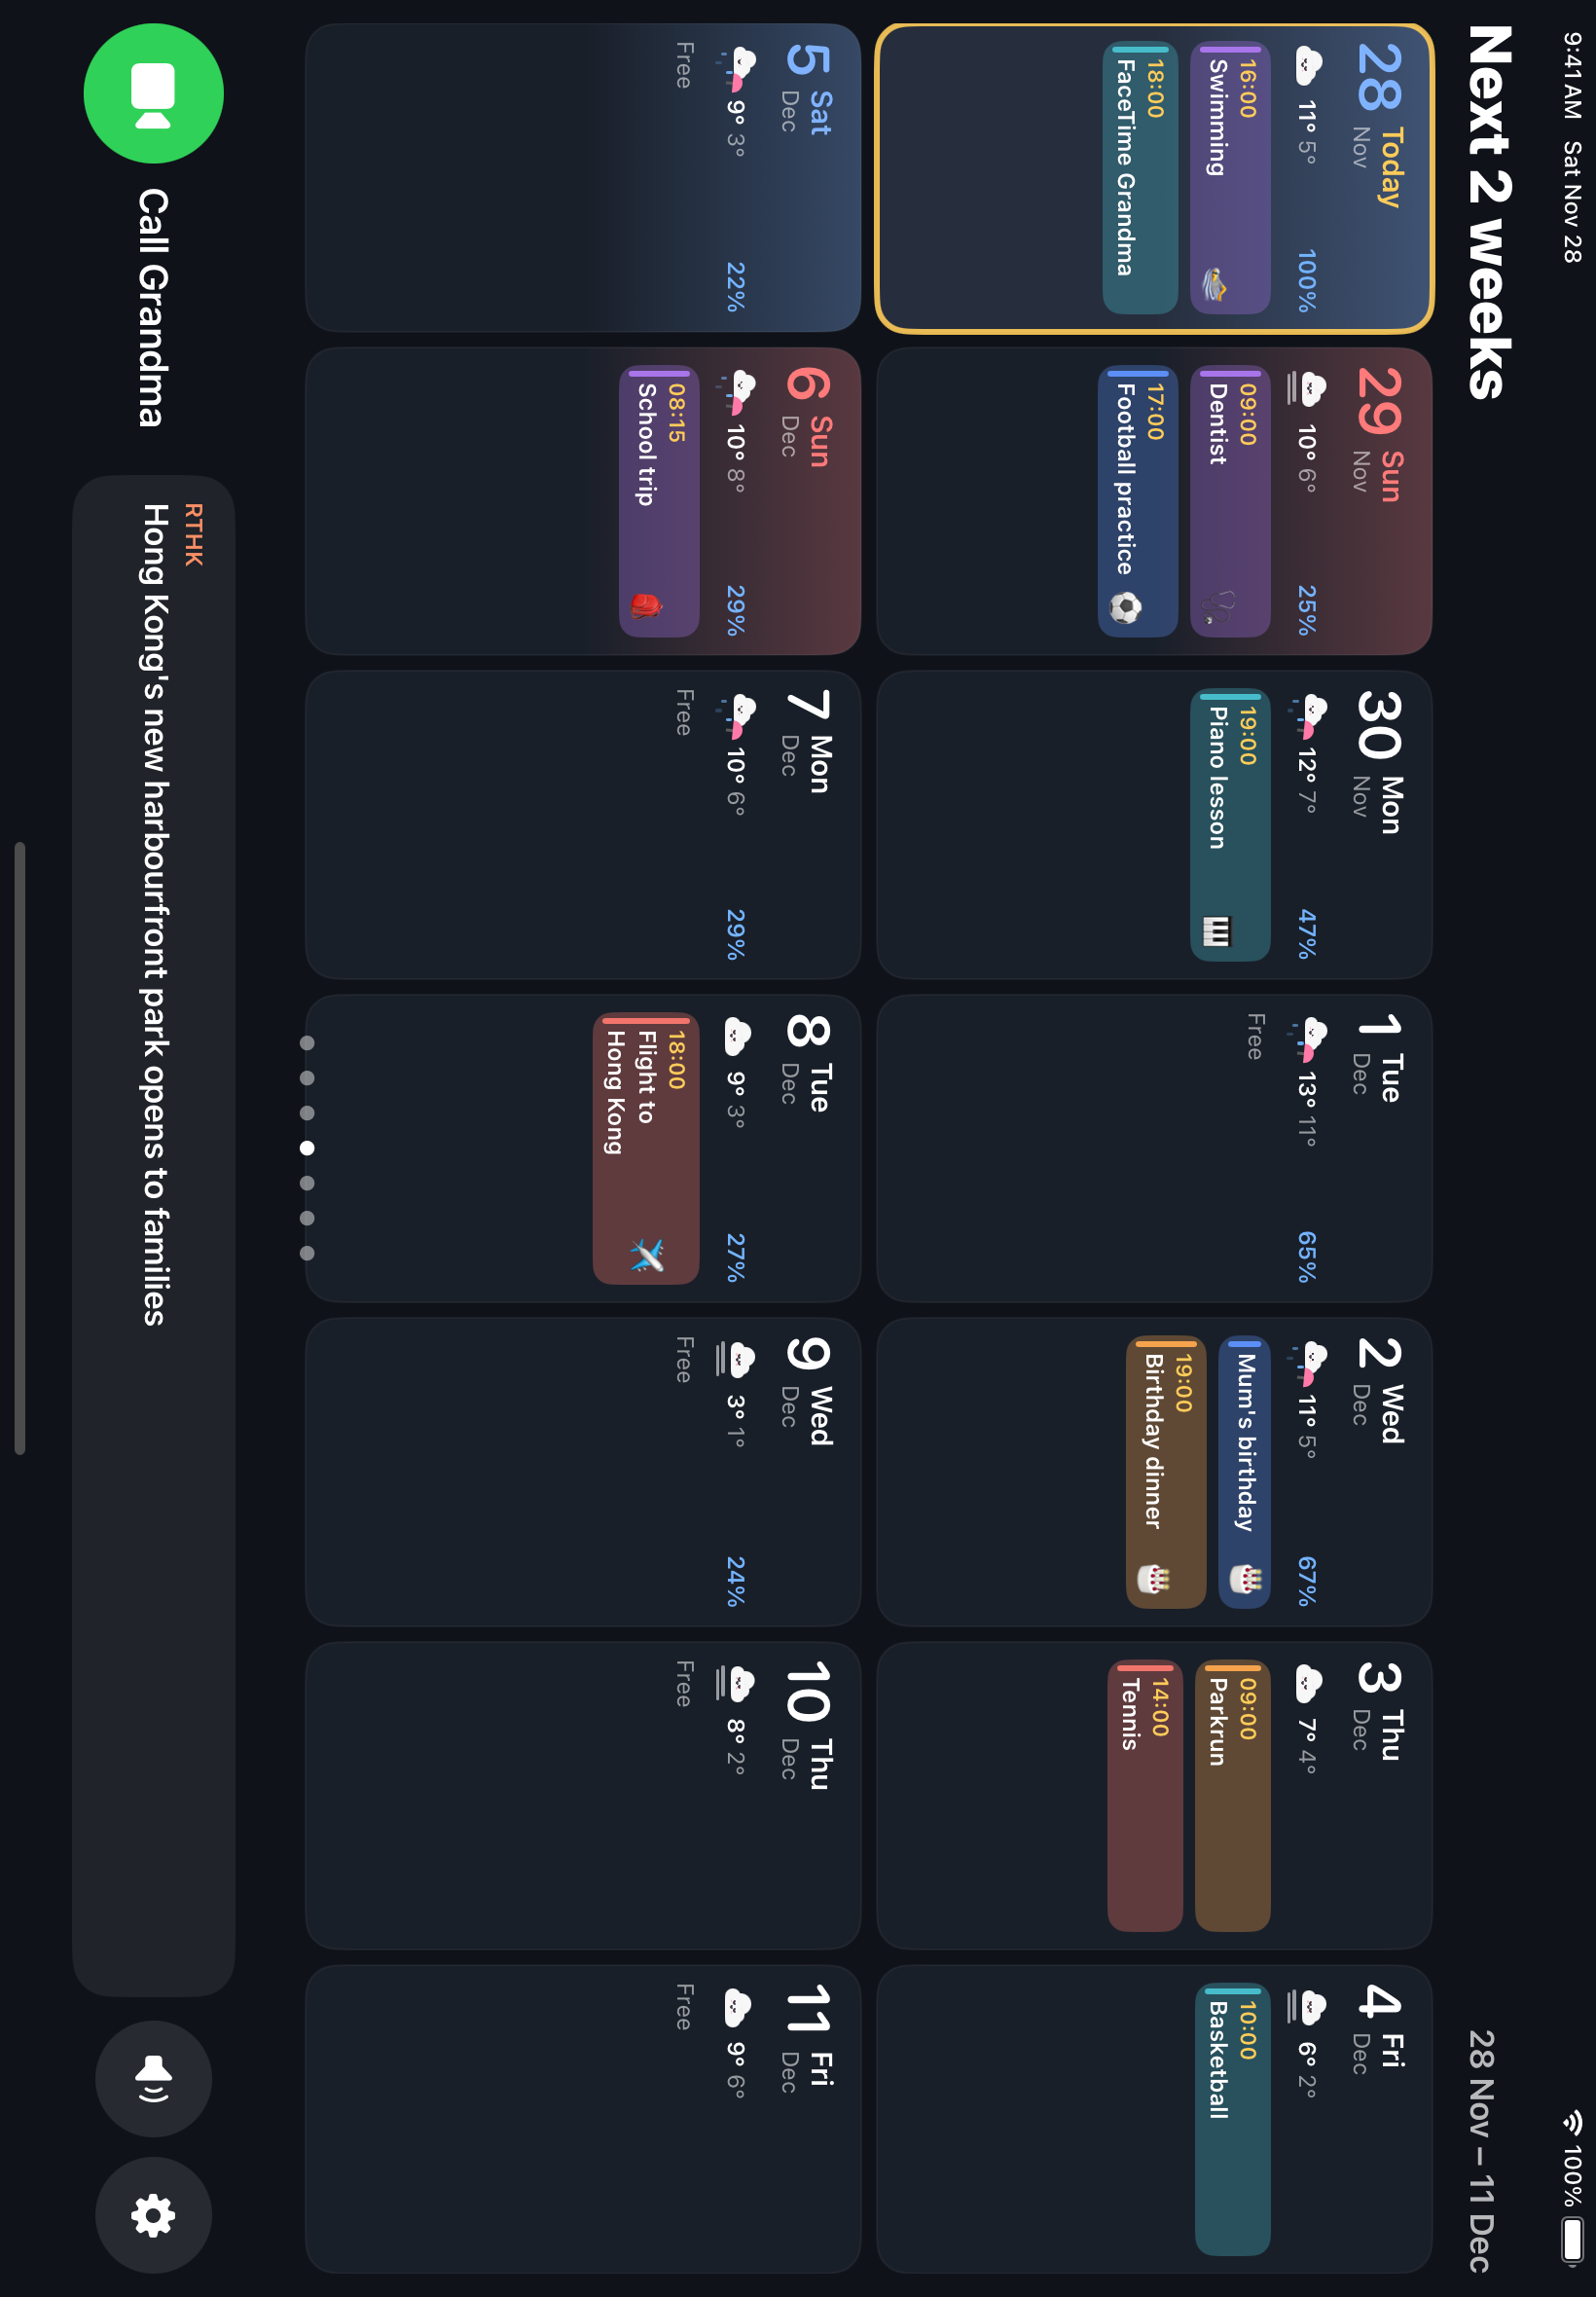 9:41 AM Sat Nov 28
100%
Next 2 weeks
28 Nov – 11 Dec
28 Today
Nov
11° 5° 100%
16:00
Swimming
18:00
FaceTime Grandma
29 Sun
Nov
10° 6° 25%
09:00
Dentist
17:00
Football practice
30 Mon
Nov
12° 7° 47%
19:00
Piano lesson
1 Tue
Dec
13° 11° 65%
Free
2 Wed
Dec
11° 5° 67%
Mum's birthday
19:00
Birthday dinner
3 Thu
Dec
7° 4°
09:00
Parkrun
14:00
Tennis
4 Fri
Dec
6° 2°
10:00
Basketball
5 Sat
Dec
9° 3° 22%
Free
6 Sun
Dec
10° 8° 29%
08:15
School trip
7 Mon
Dec
10° 6° 29%
Free
8 Tue
Dec
9° 3° 27%
18:00
Flight to
Hong Kong
9 Wed
Dec
3° 1° 24%
Free
10 Thu
Dec
8° 2°
Free
11 Fri
Dec
9° 6°
Free
Call Grandma
RTHK
Hong Kong's new harbourfront park opens to families